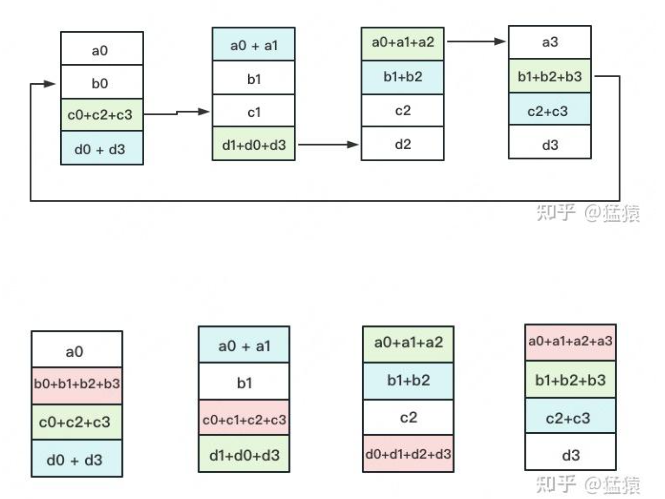 a0
b0
c0+c2+c3
d0 + d3
a0 + a1
b1
c1
d1+d0+d3
a0+a1+a2
b1+b2
c2
d2
a3
b1+b2+b3
c2+c3
d3
知乎 @猛猿
a0
b0+b1+b2+b3
c0+c2+c3
d0 + d3
a0 + a1
b1
c0+c1+c2+c3
d1+d0+d3
a0+a1+a2
b1+b2
c2
d0+d1+d2+d3
a0+a1+a2+a3
b1+b2+b3
c2+c3
d3
知乎 @猛猿